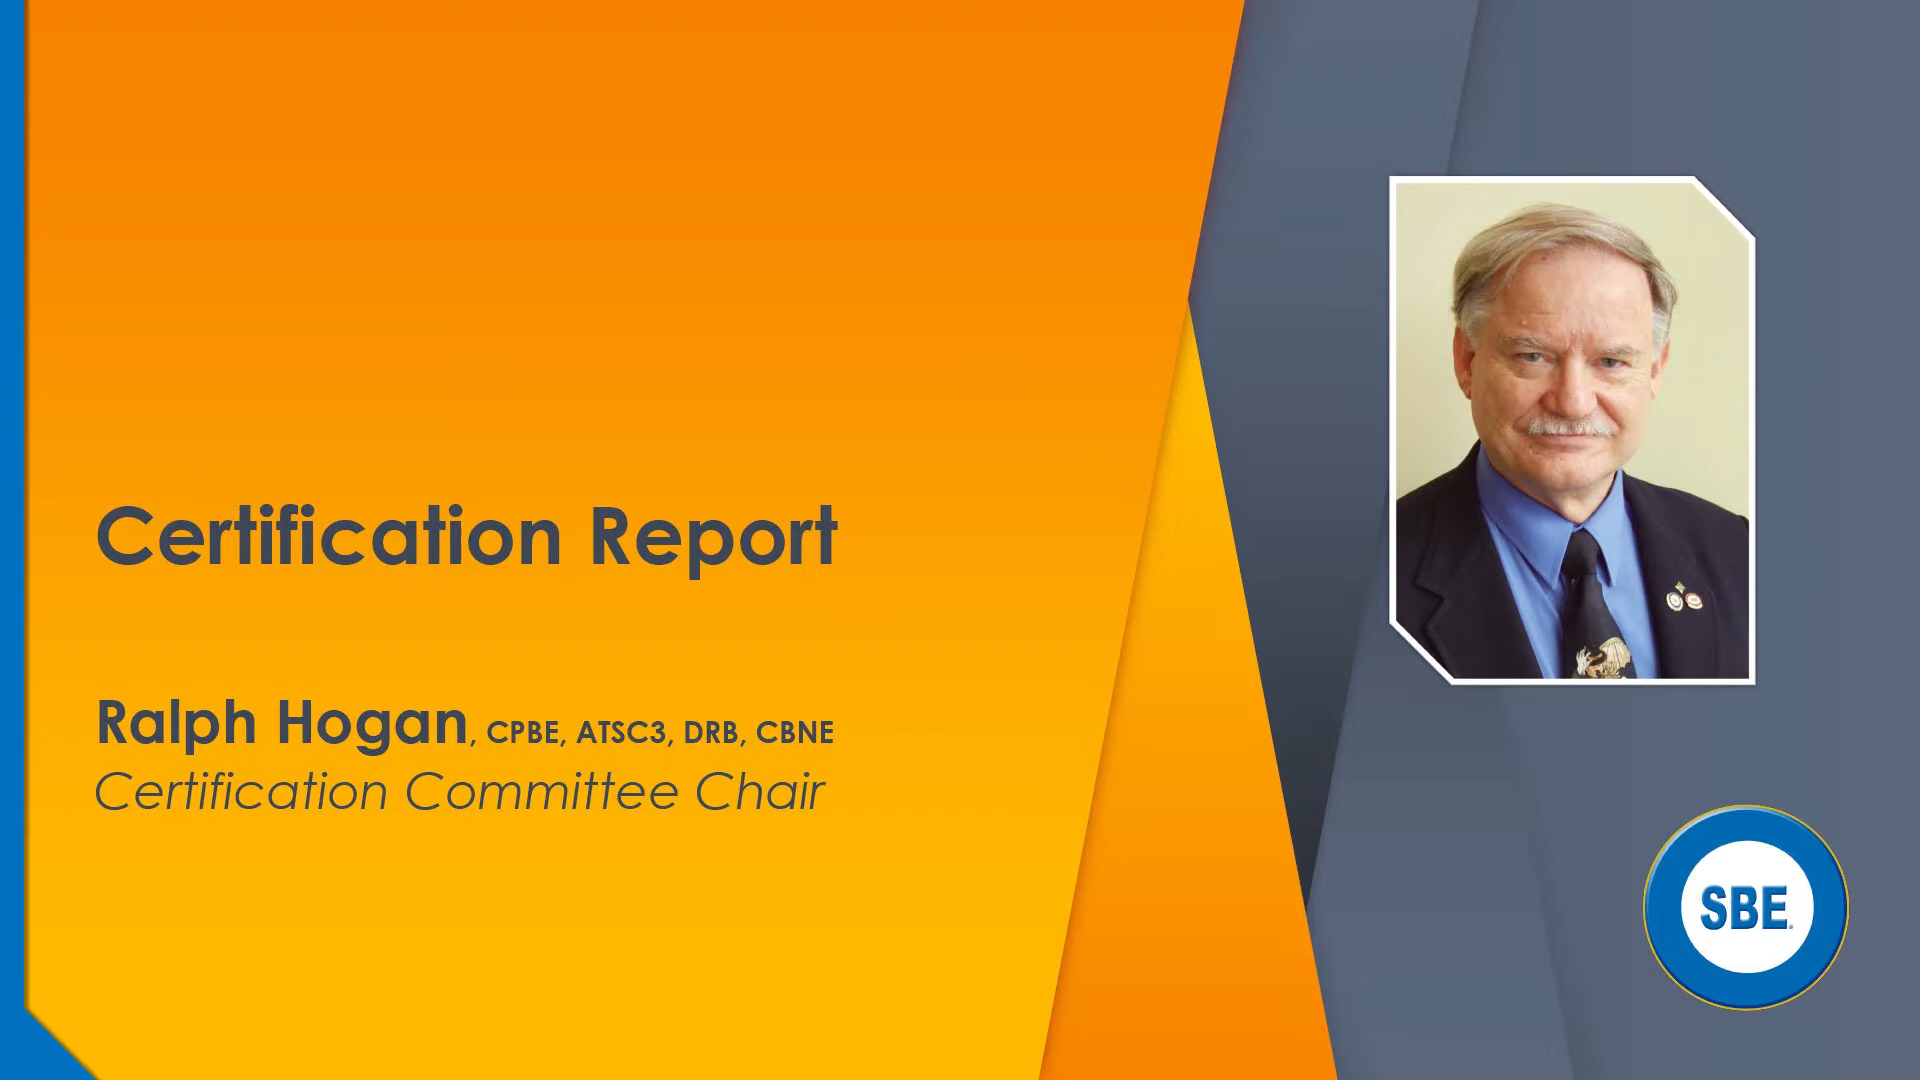 Certification Report
Ralph Hogan, CPBE, ATSC3, DRB, CBNE
Certification Committee Chair
SBE